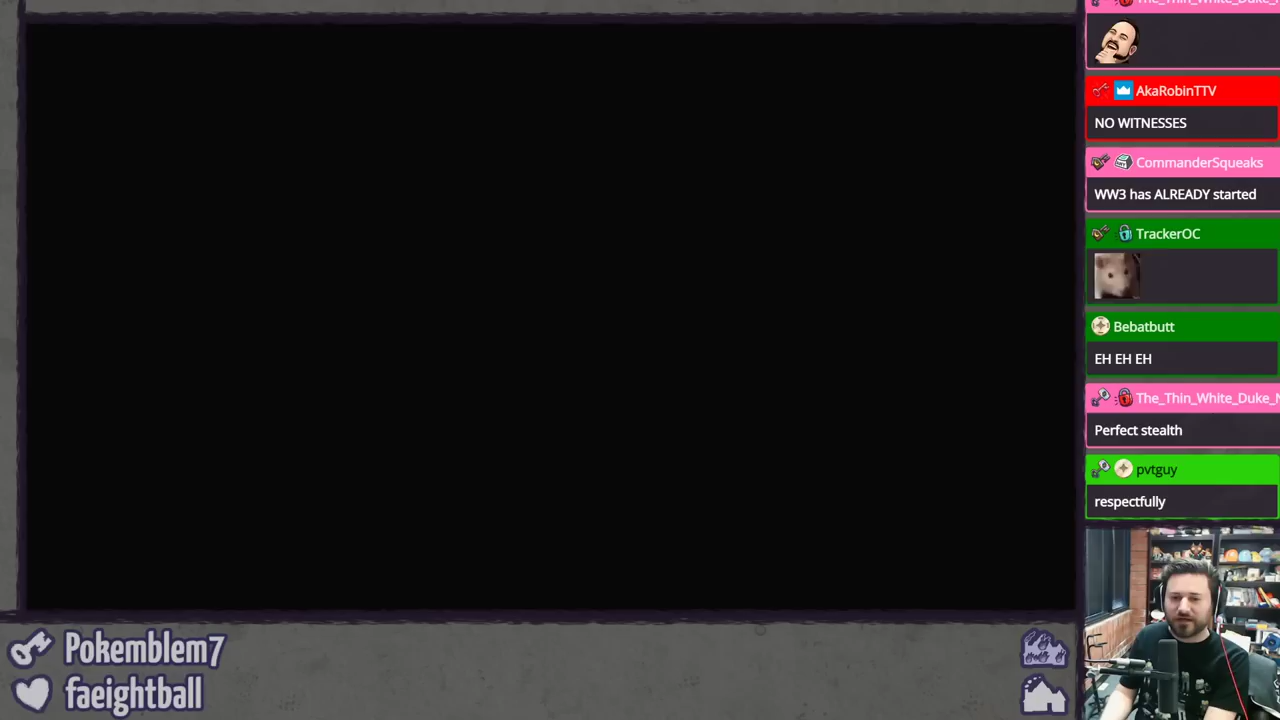 The_Thin_White_Duke_
AkaRobinTTV
NO WITNESSES
CommanderSqueaks
WW3 has ALREADY started
TrackerOC
Bebatbutt
EH EH EH
The_Thin_White_Duke_N
Perfect stealth
pvtguy
respectfully
Pokemblem7
faeightball